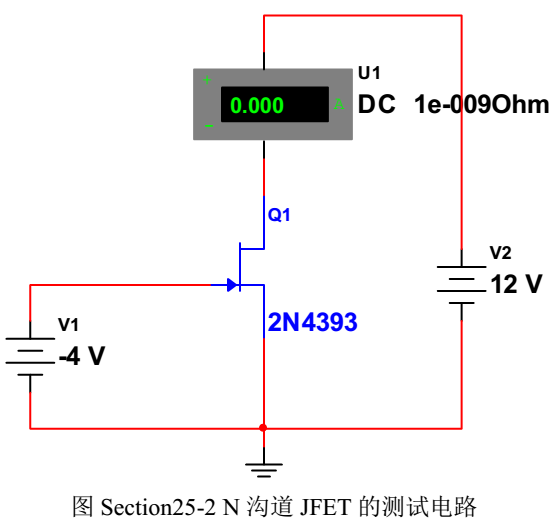 U1
+
0.000 A
-
DC 1e-009Ohm
Q1
2N4393
V2
12 V
V1
-4 V
图 Section25-2 N 沟道 JFET 的测试电路